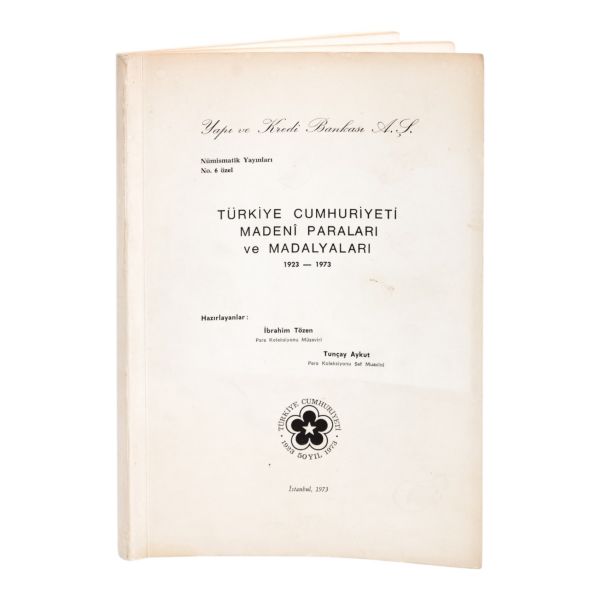 Yapı ve Kredi Bankası A.Ş.
Nümismatik Yayınları
No. 6 özel
TÜRKİYE CUMHURİYETİ
MADENÎ PARALARI
ve MADALYALARI
1923 — 1973
Hazırlayanlar :
İbrahim Tözen
Para Koleksiyonu Müşaviri
Tunçay Aykut
Para Koleksiyonu Şef Muavini
TÜRKİYE CUMHURİYETİ
1923 50 YIL 1973
İstanbul, 1973